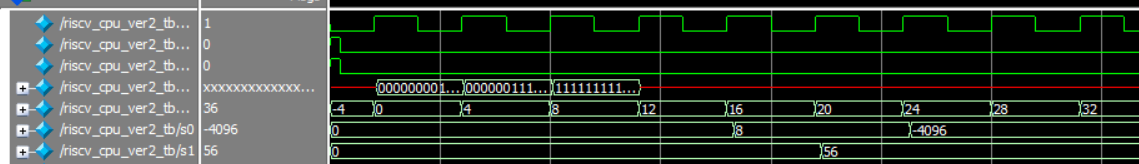 /riscv_cpu_ver2_tb... 1
/riscv_cpu_ver2_tb... 0
/riscv_cpu_ver2_tb... 0
/riscv_cpu_ver2_tb... xxxxxxxxxxxxx... 000000001... 000000111... 111111111...
/riscv_cpu_ver2_tb... 36 -4 0 4 8 12 16 20 24 28 32
/riscv_cpu_ver2_tb/s0 -4096 0 8 -4096
/riscv_cpu_ver2_tb/s1 56 0 56